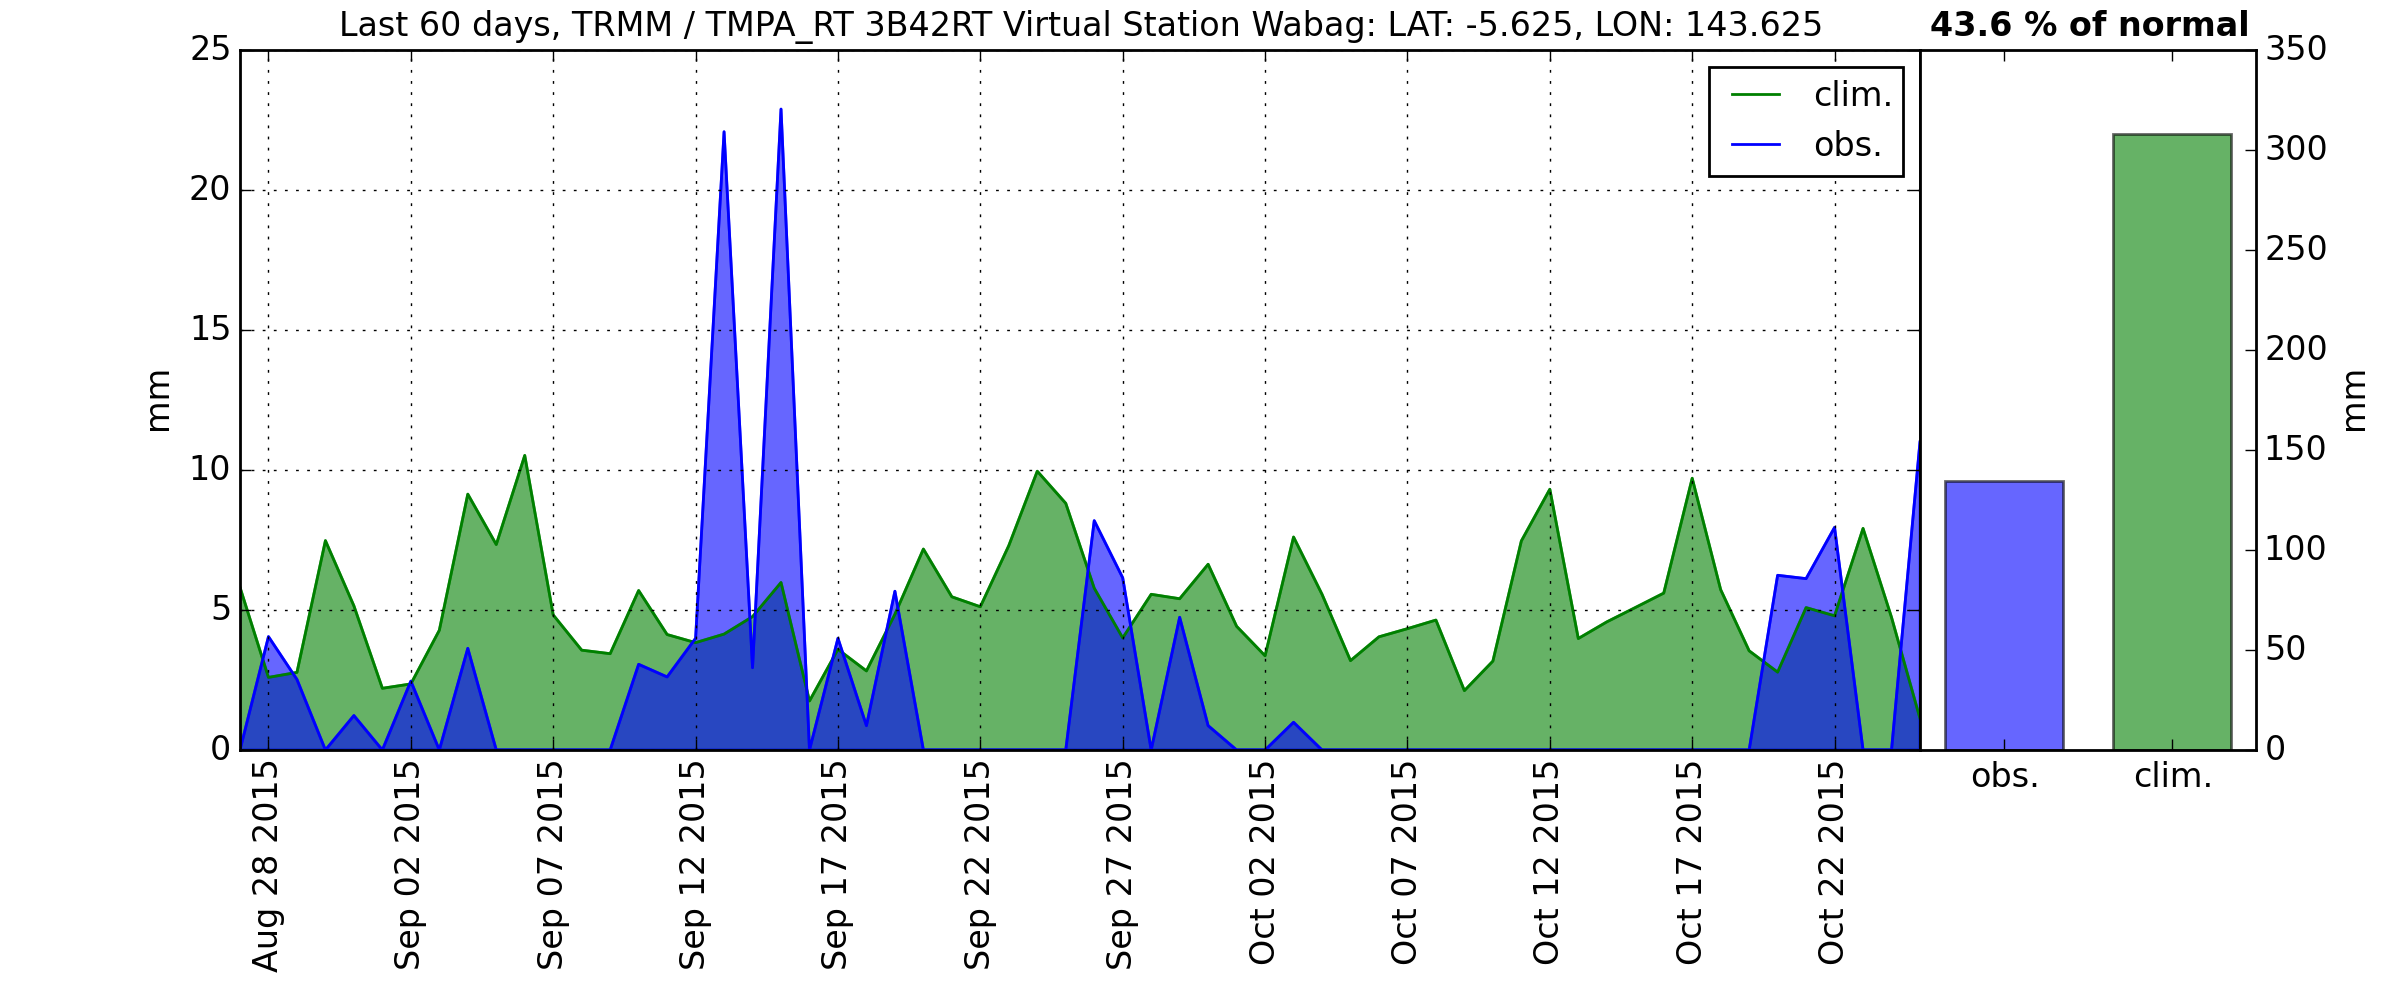 Last 60 days, TRMM / TMPA_RT 3B42RT Virtual Station Wabag: LAT: -5.625, LON: 143.625
43.6 % of normal
25
20
15
10
5
0
mm
clim.
obs.
350
300
250
200
150
100
50
0
mm
Aug 28 2015
Sep 02 2015
Sep 07 2015
Sep 12 2015
Sep 17 2015
Sep 22 2015
Sep 27 2015
Oct 02 2015
Oct 07 2015
Oct 12 2015
Oct 17 2015
Oct 22 2015
obs.
clim.